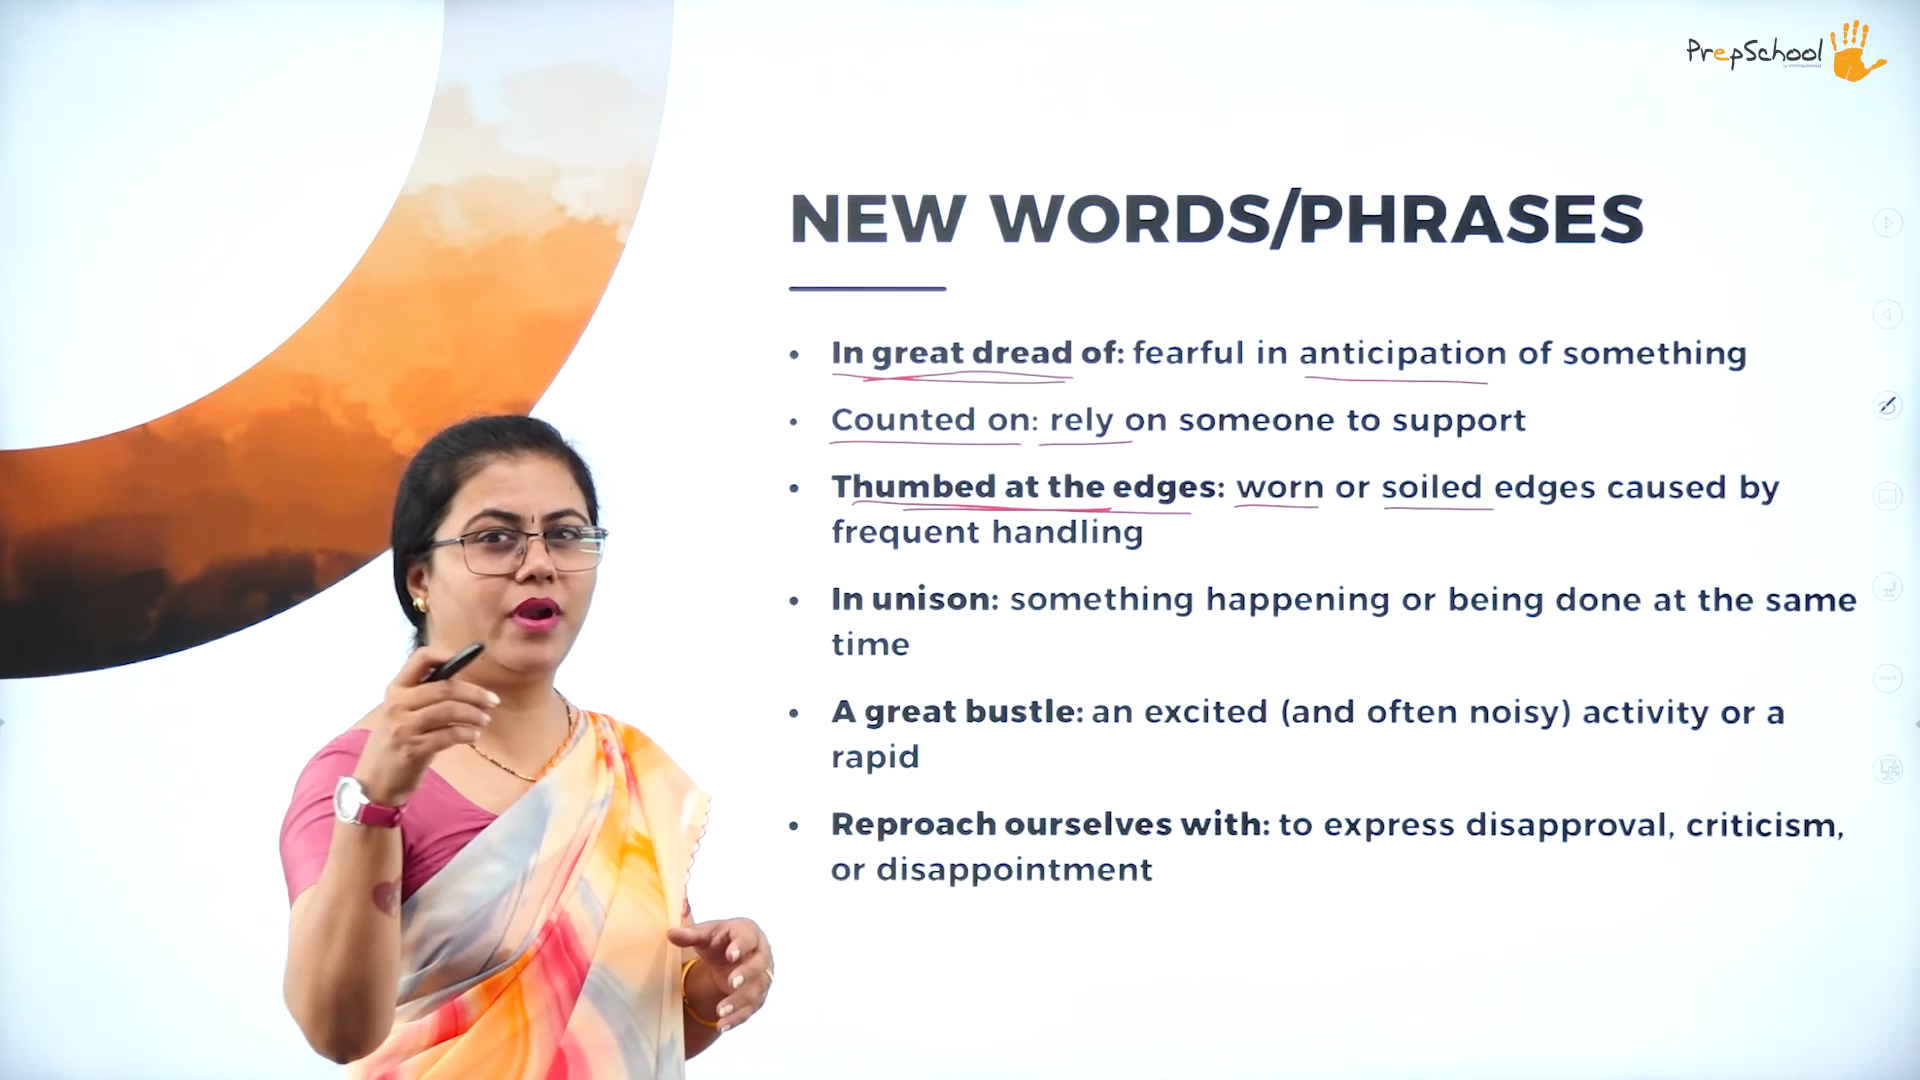 PrepSchool
NEW WORDS/PHRASES
• In great dread of: fearful in anticipation of something
• Counted on: rely on someone to support
• Thumbed at the edges: worn or soiled edges caused by
frequent handling
• In unison: something happening or being done at the same
time
• A great bustle: an excited (and often noisy) activity or a
rapid
• Reproach ourselves with: to express disapproval, criticism,
or disappointment